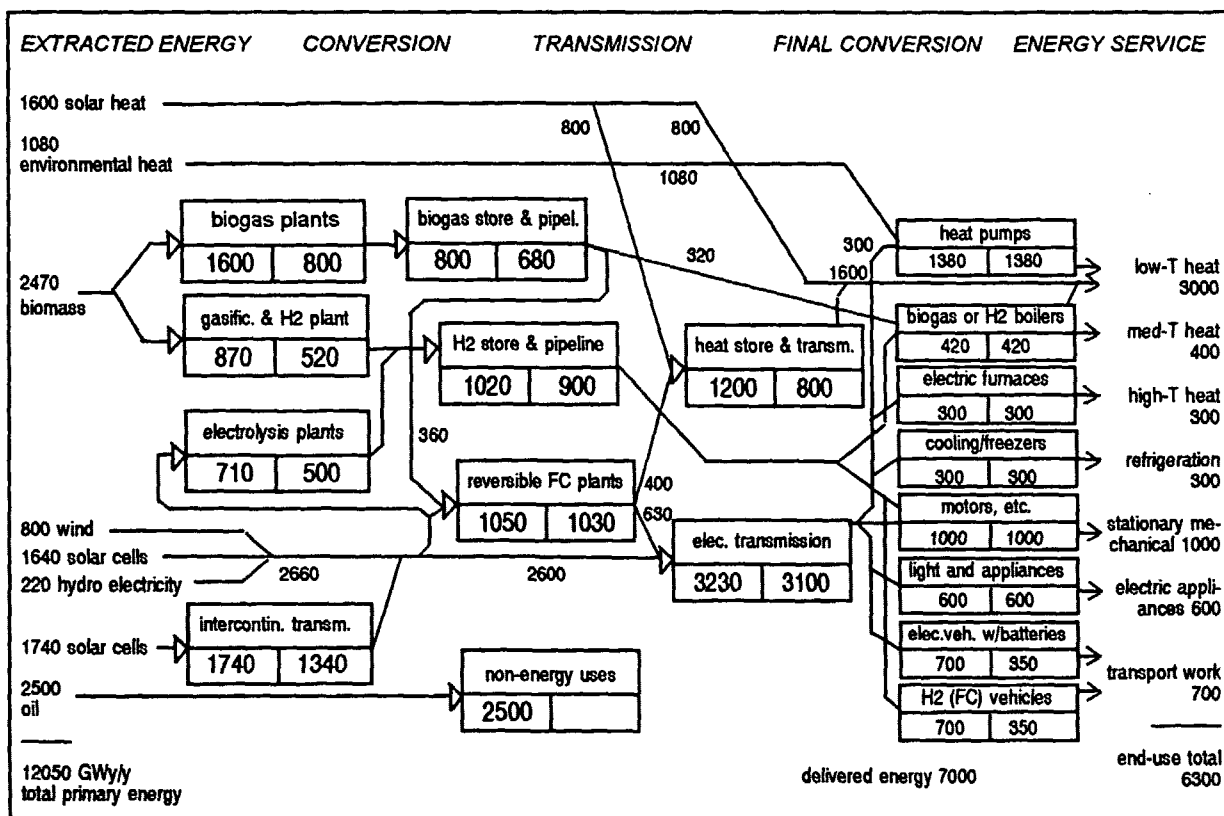 EXTRACTED ENERGY CONVERSION TRANSMISSION FINAL CONVERSION ENERGY SERVICE
1600 solar heat
800 800
1080
environmental heat
1080
biogas plants
1600 800
biogas store & pipel.
800 680
300
320
heat pumps
1380 1380
1600
low-T heat
3000
2470
biomass
gasific. & H2 plant
870 520
H2 store & pipeline
1020 900
heat store & transm.
1200 800
biogas or H2 boilers
420 420
med-T heat
400
electric furnaces
300 300
high-T heat
300
electrolysis plants
710 500
360
cooling/freezers
300 300
refrigeration
300
reversible FC plants
1050 1030
400
630
motors, etc.
1000 1000
stationary me-
chanical 1000
800 wind
1640 solar cells
220 hydro electricity
2660
2600
elec. transmission
3230 3100
light and appliances
600 600
electric appli-
ances 600
intercontin. transm.
1740 1340
1740 solar cells
elec.veh. w/batteries
700 350
transport work
700
2500
oil
non-energy uses
2500
H2 (FC) vehicles
700 350
12050 GWy/y
total primary energy
delivered energy 7000
end-use total
6300